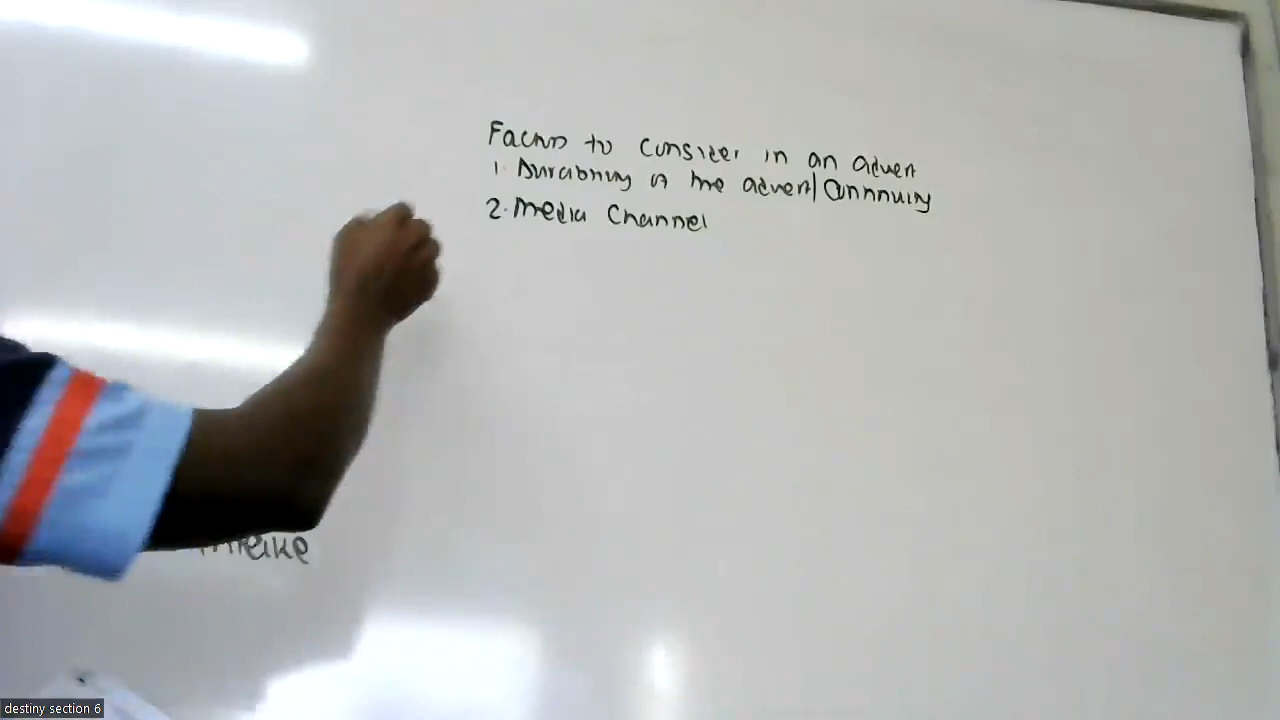 Factors to consider in an advert
1. Durability of the advert/Continuity
2. Media Channel
destiny section 6